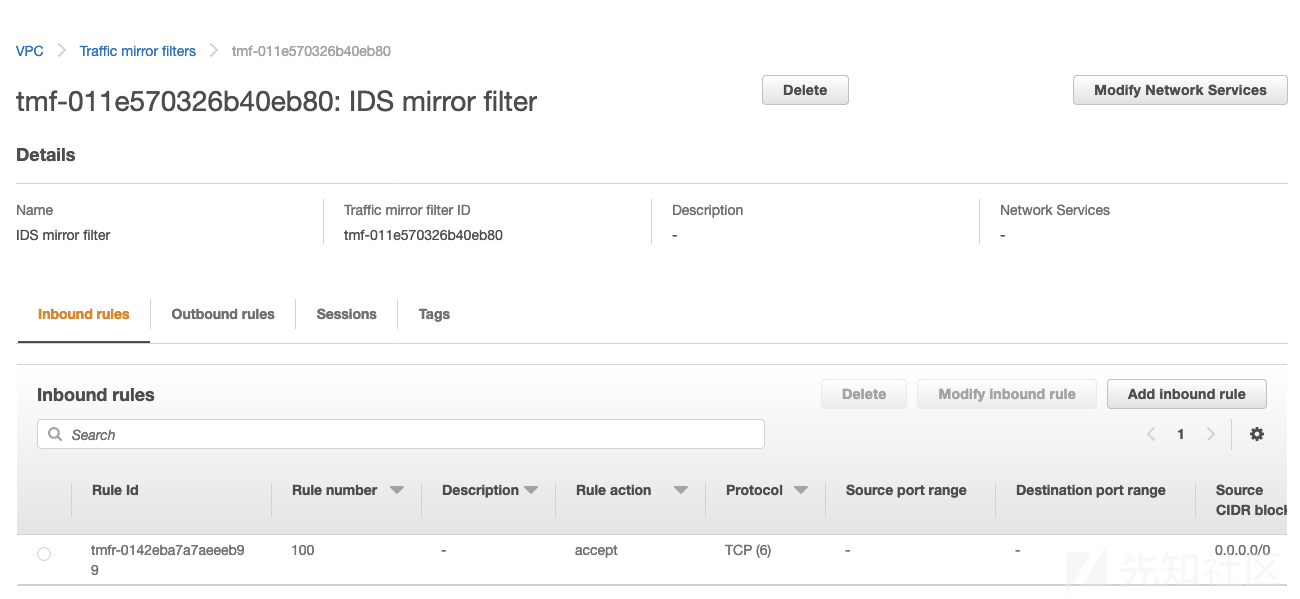 VPC > Traffic mirror filters > tmf-011e570326b40eb80
tmf-011e570326b40eb80: IDS mirror filter
Delete
Modify Network Services
Details
Name
Traffic mirror filter ID
Description
Network Services
IDS mirror filter
tmf-011e570326b40eb80
-
-
Inbound rules
Outbound rules
Sessions
Tags
Inbound rules
Delete
Modify inbound rule
Add inbound rule
Search
1
Rule Id
Rule number
Description
Rule action
Protocol
Source port range
Destination port range
Source
CIDR block
tmfr-0142eba7a7aeeeb9
9
100
-
accept
TCP (6)
-
-
0.0.0.0/0
先知社区